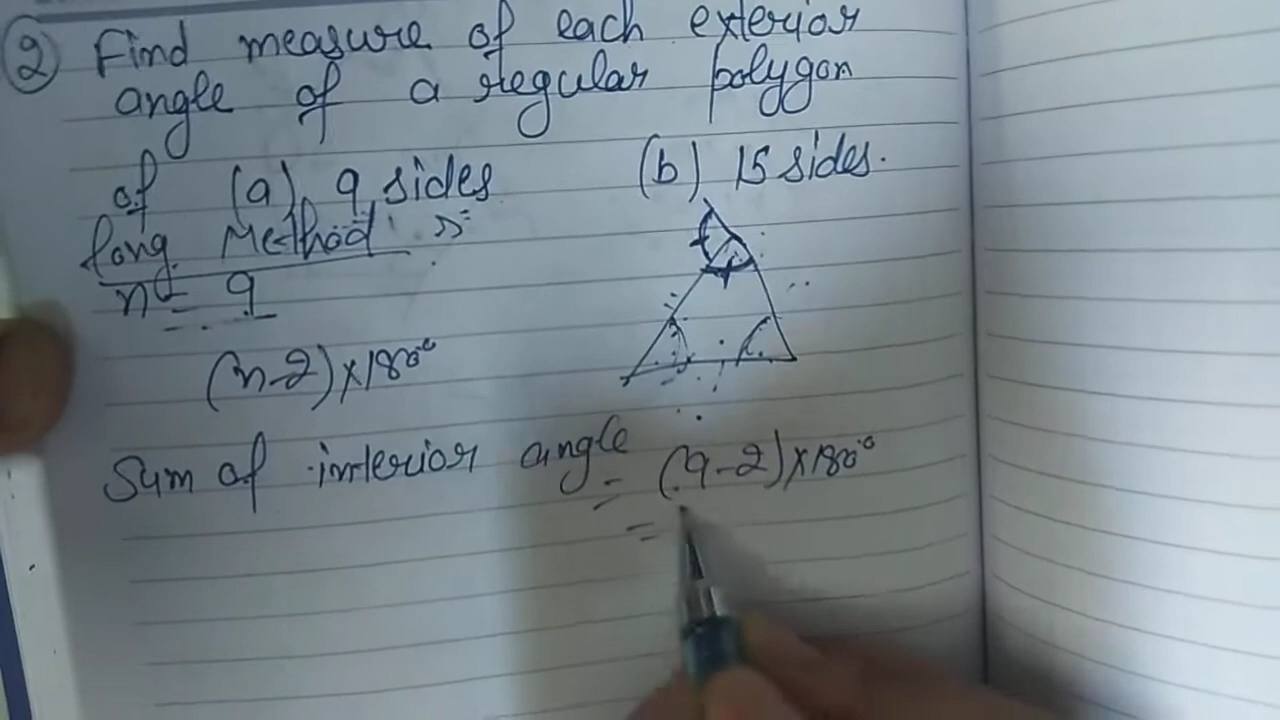 2 Find measure of each exterior
angle of a regular polygon
of (a) 9 sides (b) 15 sides.
long Method :-
n = 9
(n-2)×180°
Sum of interior angle
= (9-2)×180°
=